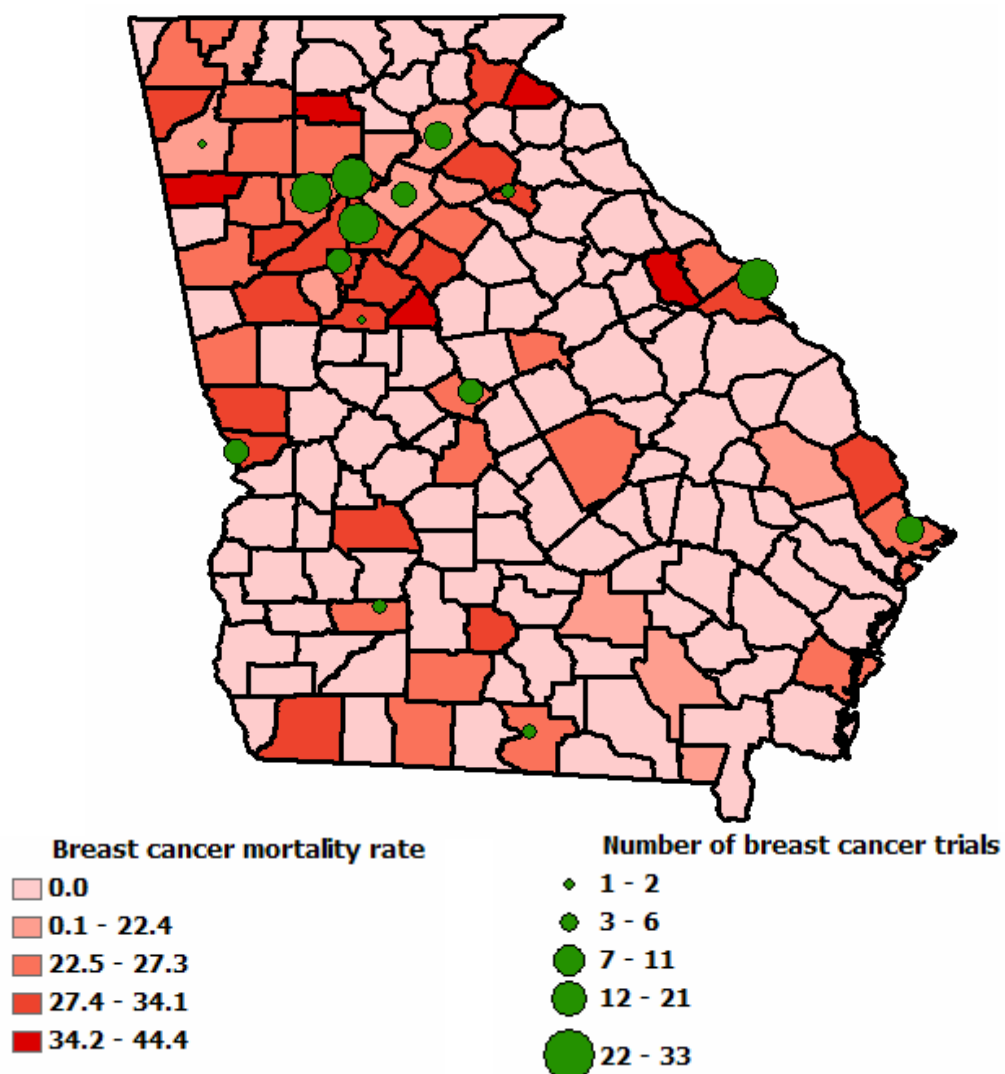 Breast cancer mortality rate
0.0
0.1 - 22.4
22.5 - 27.3
27.4 - 34.1
34.2 - 44.4
Number of breast cancer trials
1 - 2
3 - 6
7 - 11
12 - 21
22 - 33